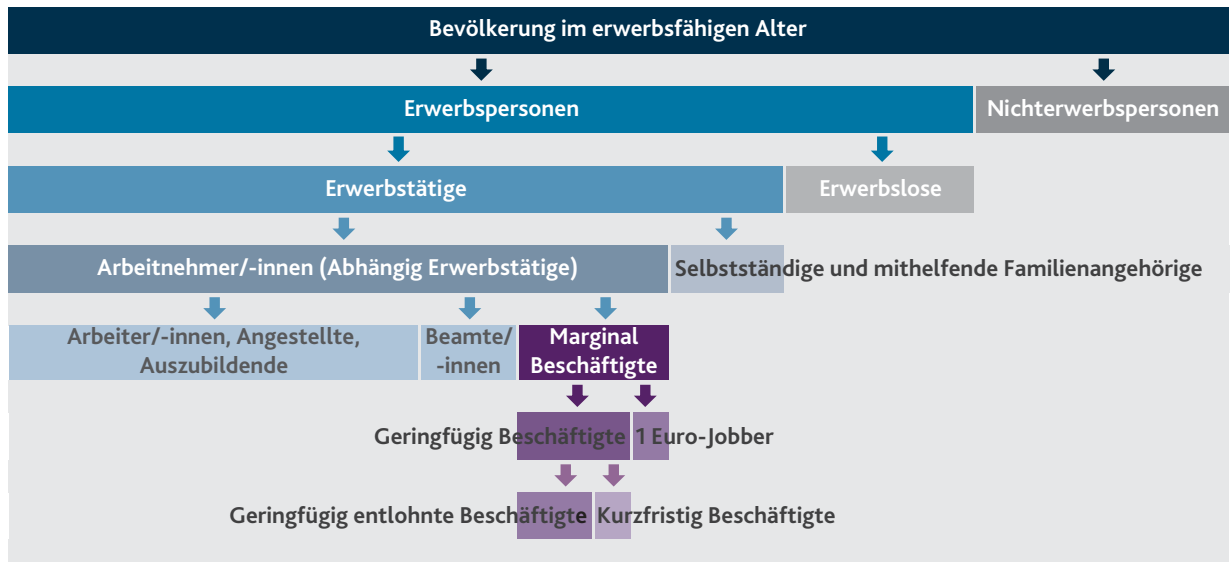 Bevölkerung im erwerbsfähigen Alter
Erwerbspersonen
Nichterwerbspersonen
Erwerbstätige
Erwerbslose
Arbeitnehmer/-innen (Abhängig Erwerbstätige)
Selbstständige und mithelfende Familienangehörige
Arbeiter/-innen, Angestellte,
Auszubildende
Beamte/
-innen
Marginal
Beschäftigte
Geringfügig Beschäftigte
1 Euro-Jobber
Geringfügig entlohnte Beschäftigte
Kurzfristig Beschäftigte